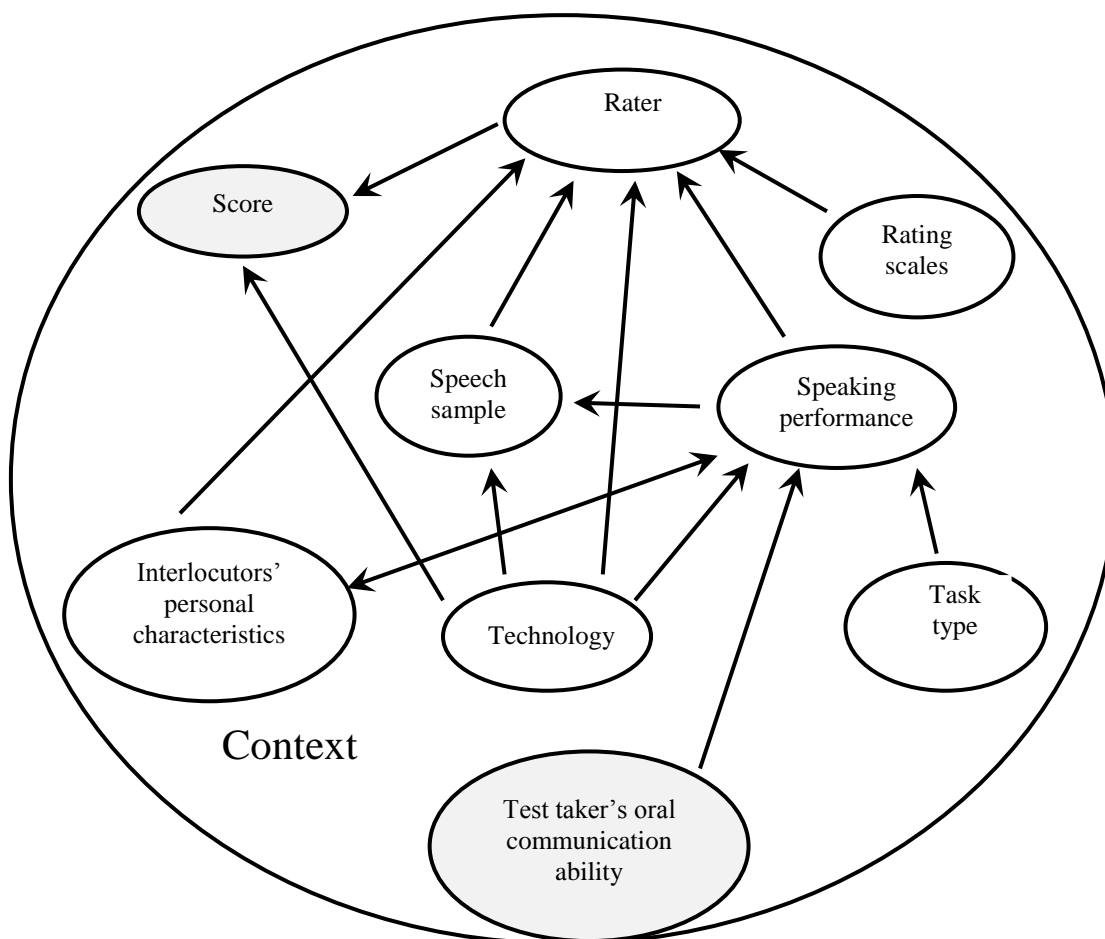 Rater
Score
Rating
scales
Speech
sample
Speaking
performance
Interlocutors’
personal
characteristics
Technology
Task
type
Context
Test taker’s oral
communication
ability